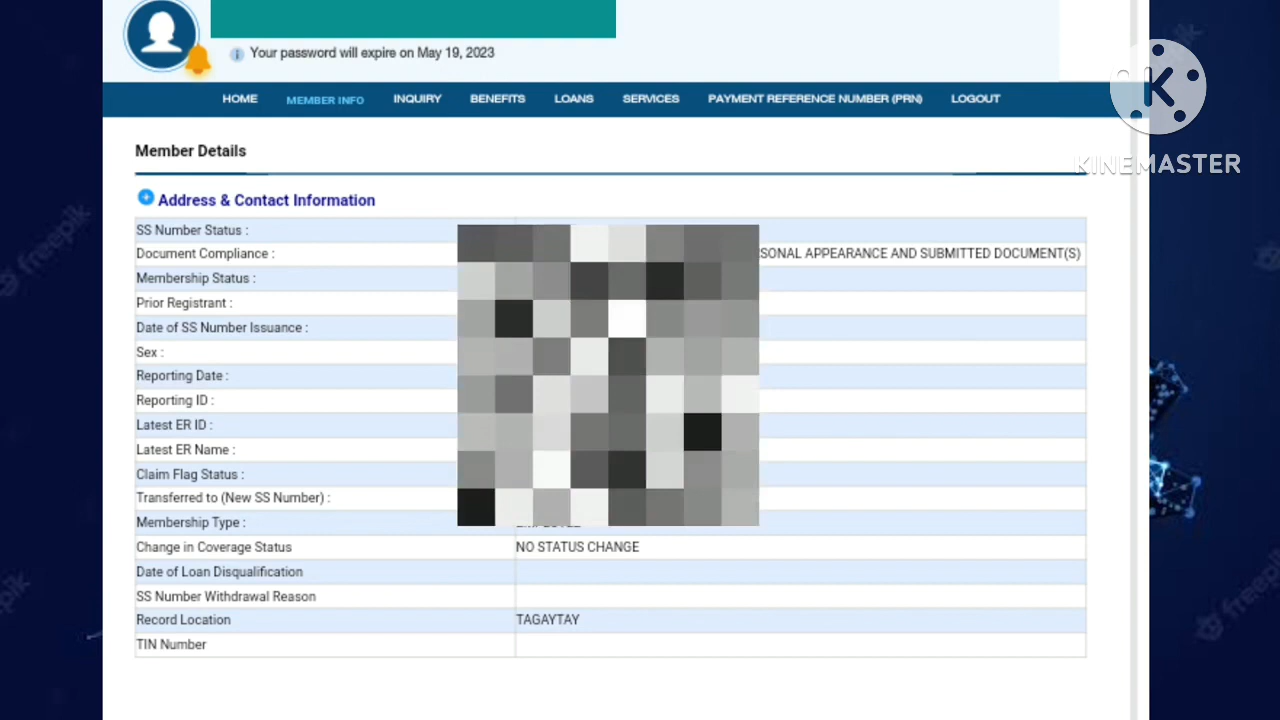 Your password will expire on May 19, 2023
HOME MEMBER INFO INQUIRY BENEFITS LOANS SERVICES PAYMENT REFERENCE NUMBER (PRN) LOGOUT
KINEMASTER
Member Details
Address & Contact Information
SS Number Status :
Document Compliance : SONAL APPEARANCE AND SUBMITTED DOCUMENT(S)
Membership Status :
Prior Registrant :
Date of SS Number Issuance :
Sex :
Reporting Date :
Reporting ID :
Latest ER ID :
Latest ER Name :
Claim Flag Status :
Transferred to (New SS Number) :
Membership Type :
Change in Coverage Status NO STATUS CHANGE
Date of Loan Disqualification
SS Number Withdrawal Reason
Record Location TAGAYTAY
TIN Number
freepik